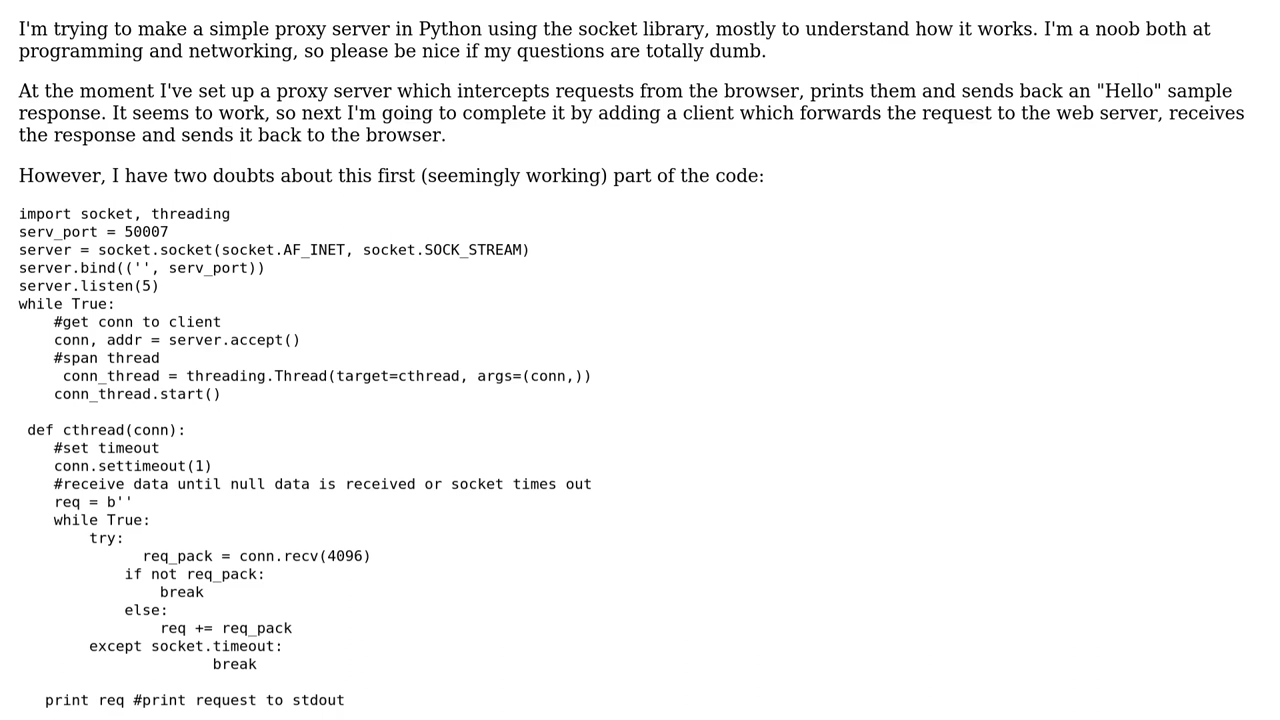 I'm trying to make a simple proxy server in Python using the socket library, mostly to understand how it works. I'm a noob both at
programming and networking, so please be nice if my questions are totally dumb.
At the moment I've set up a proxy server which intercepts requests from the browser, prints them and sends back an "Hello" sample
response. It seems to work, so next I'm going to complete it by adding a client which forwards the request to the web server, receives
the response and sends it back to the browser.
However, I have two doubts about this first (seemingly working) part of the code:
import socket, threading
serv_port = 50007
server = socket.socket(socket.AF_INET, socket.SOCK_STREAM)
server.bind(('', serv_port))
server.listen(5)
while True:
    #get conn to client
    conn, addr = server.accept()
    #span thread
     conn_thread = threading.Thread(target=cthread, args=(conn,))
    conn_thread.start()

 def cthread(conn):
    #set timeout
    conn.settimeout(1)
    #receive data until null data is received or socket times out
    req = b''
    while True:
        try:
              req_pack = conn.recv(4096)
            if not req_pack:
                break
            else:
                req += req_pack
        except socket.timeout:
                      break

   print req #print request to stdout